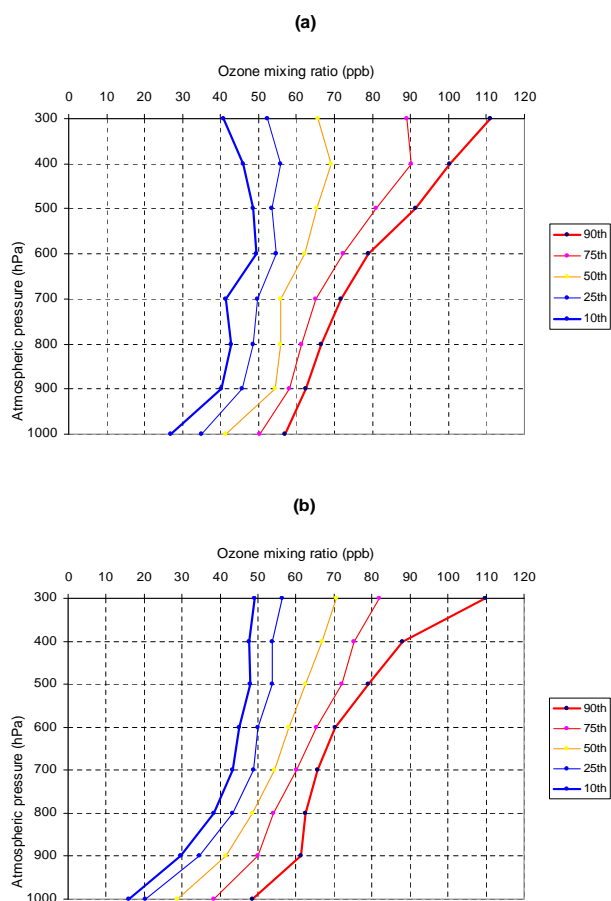 (a)
Ozone mixing ratio (ppb)
0 10 20 30 40 50 60 70 80 90 100 110 120
300
400
500
600
700
800
900
1000
Atmospheric pressure (hPa)
90th
75th
50th
25th
10th
(b)
Ozone mixing ratio (ppb)
0 10 20 30 40 50 60 70 80 90 100 110 120
300
400
500
600
700
800
900
1000
Atmospheric pressure (hPa)
90th
75th
50th
25th
10th